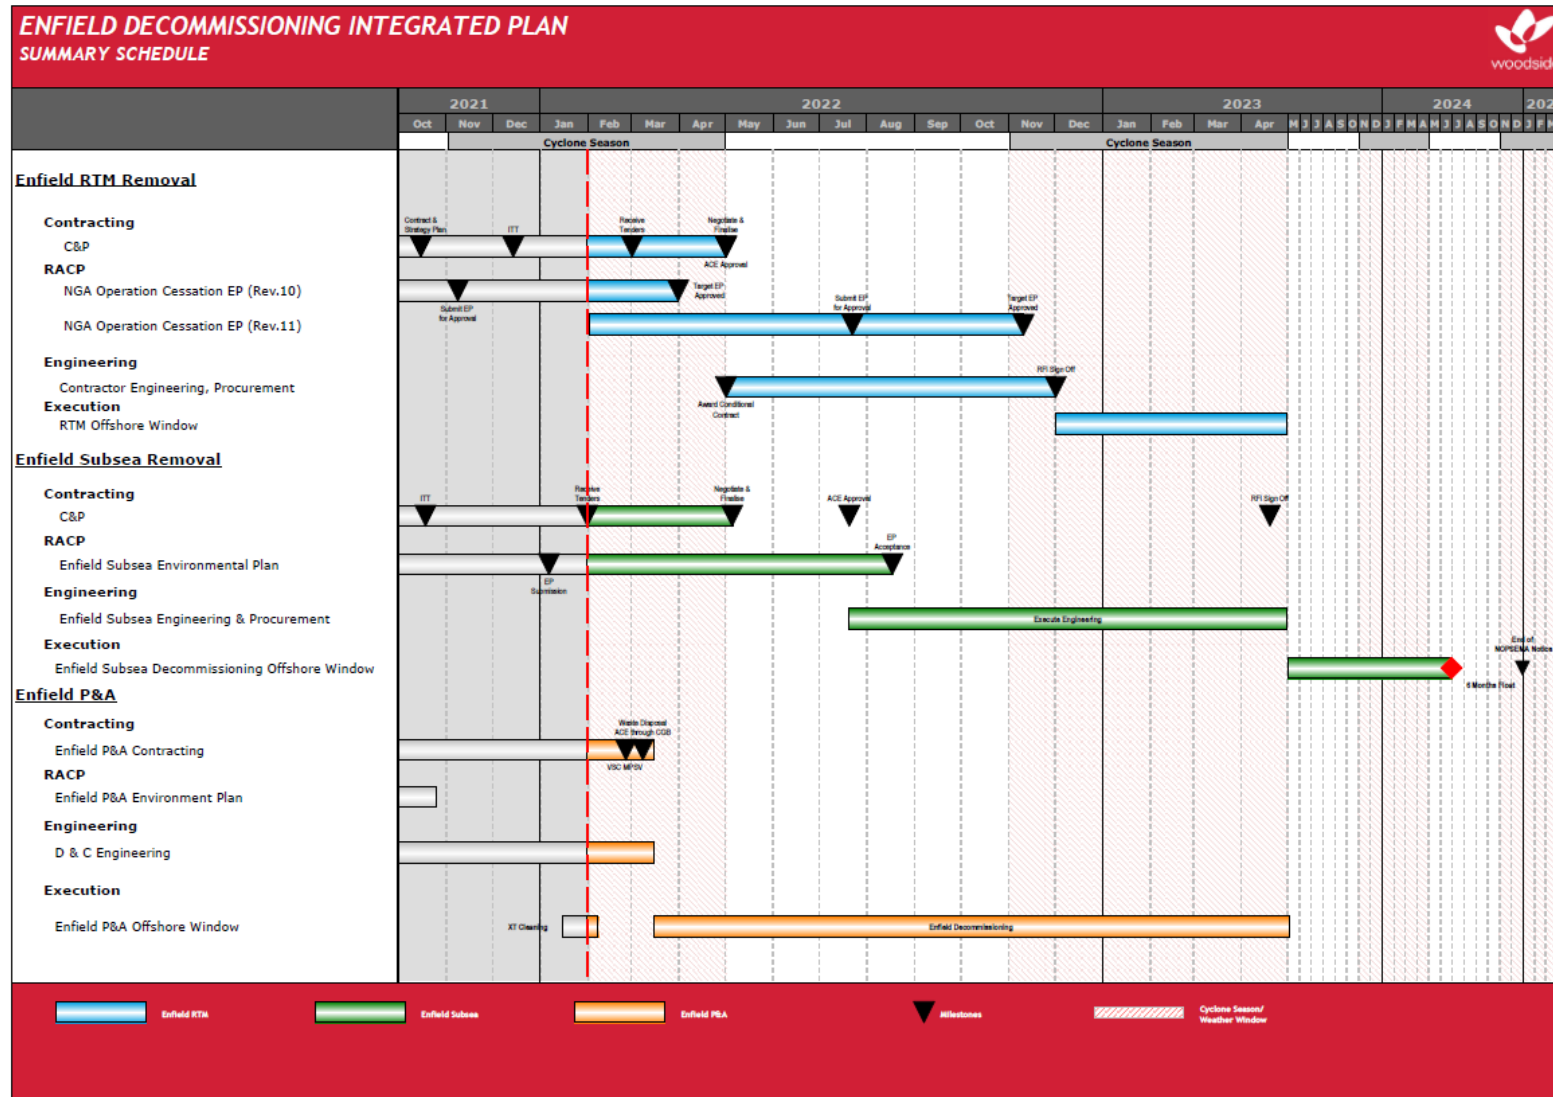 ENFIELD DECOMMISSIONING INTEGRATED PLAN
SUMMARY SCHEDULE
woodside
2021 2022 2023 2024 202
Oct Nov Dec Jan Feb Mar Apr May Jun Jul Aug Sep Oct Nov Dec Jan Feb Mar Apr M J J A S O N D J F M A M J J A S O N D J F M
Cyclone Season Cyclone Season
Enfield RTM Removal
Contracting
Contract & Strategy Plan
ITT
Receive Tenders
Negotiate & Finalise
C&P
ACE Approval
RACP
NGA Operation Cessation EP (Rev.10)
Target EP Approved
Submit EP for Approval
Submit EP for Approval
Target EP Approved
NGA Operation Cessation EP (Rev.11)
Engineering
RFI Sign Off
Contractor Engineering, Procurement
Award Conditional Contract
Execution
RTM Offshore Window
Enfield Subsea Removal
Contracting
ITT
Receive Tenders
Negotiate & Finalise
ACE Approval
RFI Sign Off
C&P
RACP
EP Acceptance
Enfield Subsea Environmental Plan
EP Submission
Engineering
Enfield Subsea Engineering & Procurement
Execute Engineering
Execution
End of NOPSEMA Notice
Enfield Subsea Decommissioning Offshore Window
6 Months Float
Enfield P&A
Contracting
Waste Disposal
ACE through CGB
Enfield P&A Contracting
VSC MPSV
RACP
Enfield P&A Environment Plan
Engineering
D & C Engineering
Execution
Enfield P&A Offshore Window
XT Cleaning
Enfield Decommissioning
Enfield RTM
Enfield Subsea
Enfield P&A
Milestones
Cyclone Season/
Weather Window